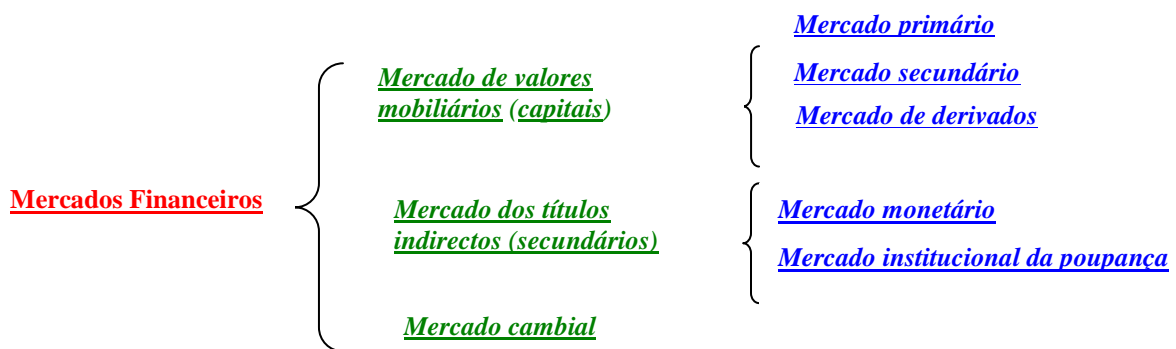 Mercados Financeiros
Mercado de valores
mobiliários (capitais)
Mercado primário
Mercado secundário
Mercado de derivados
Mercado dos títulos
indirectos (secundários)
Mercado monetário
Mercado institucional da poupança
Mercado cambial